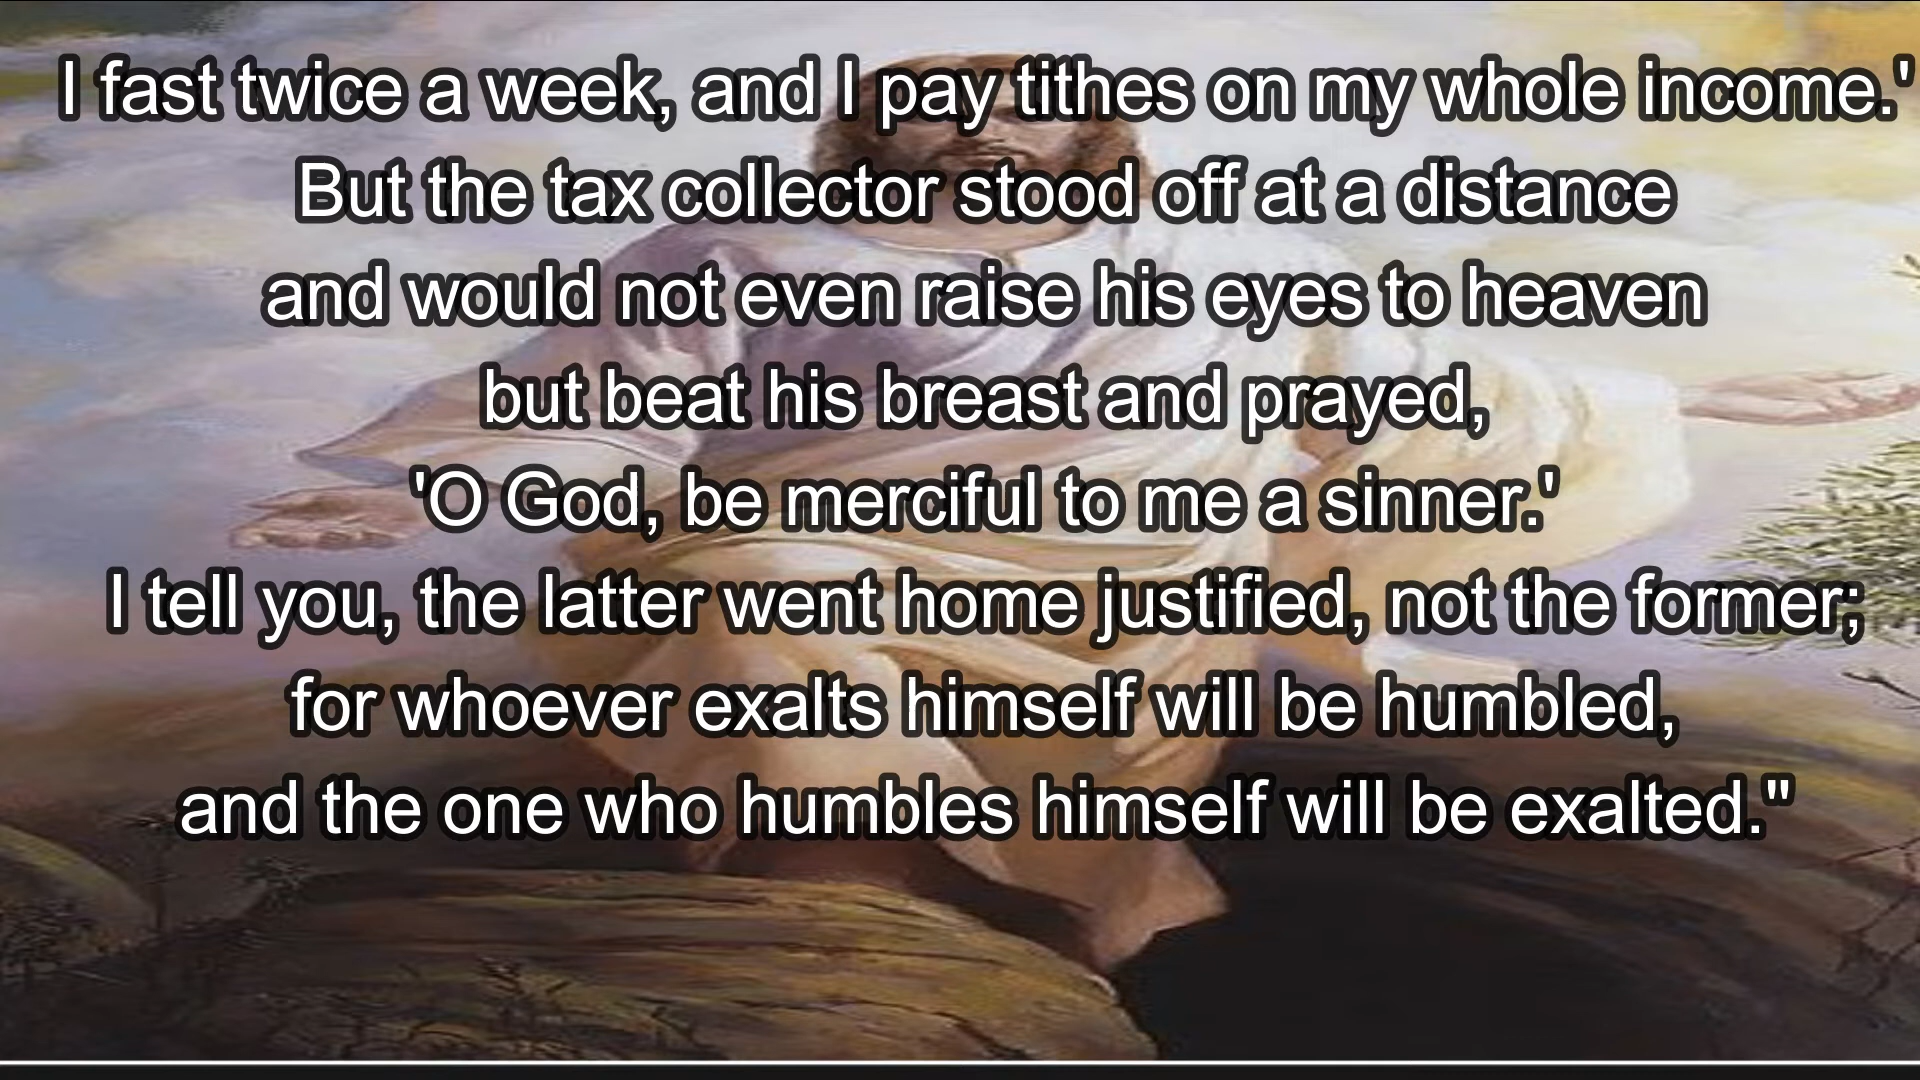 I fast twice a week, and I pay tithes on my whole income.'
But the tax collector stood off at a distance
and would not even raise his eyes to heaven
but beat his breast and prayed,
'O God, be merciful to me a sinner.'
I tell you, the latter went home justified, not the former;
for whoever exalts himself will be humbled,
and the one who humbles himself will be exalted."